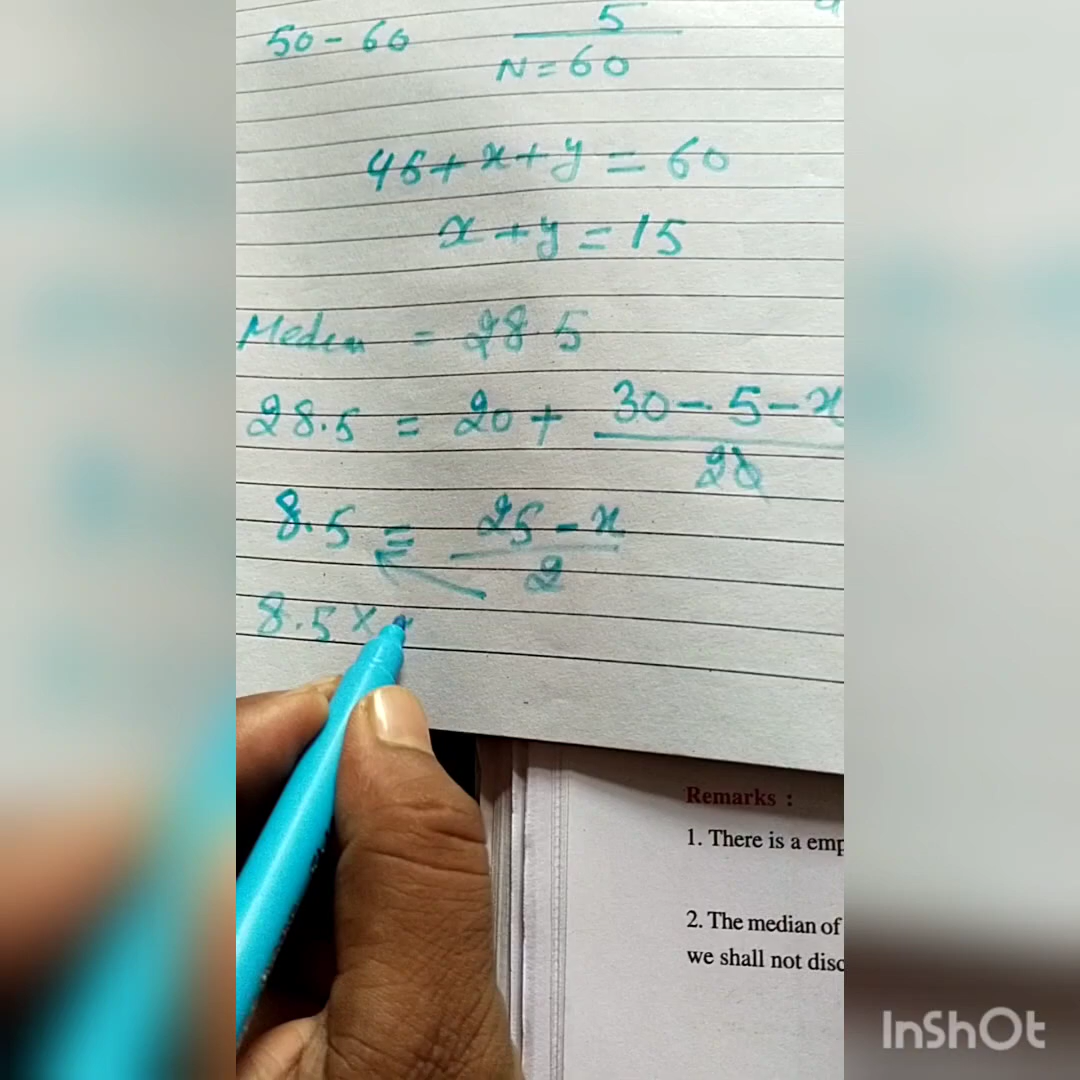 50 - 60 5
N = 60
45 + x + y = 60
x + y = 15
Median = 28.5
28.5 = 20 + 30 - 5 - x / 20
8.5 = 25 - x / 2
8.5 ×
Remarks :
1. There is a emp
2. The median of
we shall not disc
InShOt